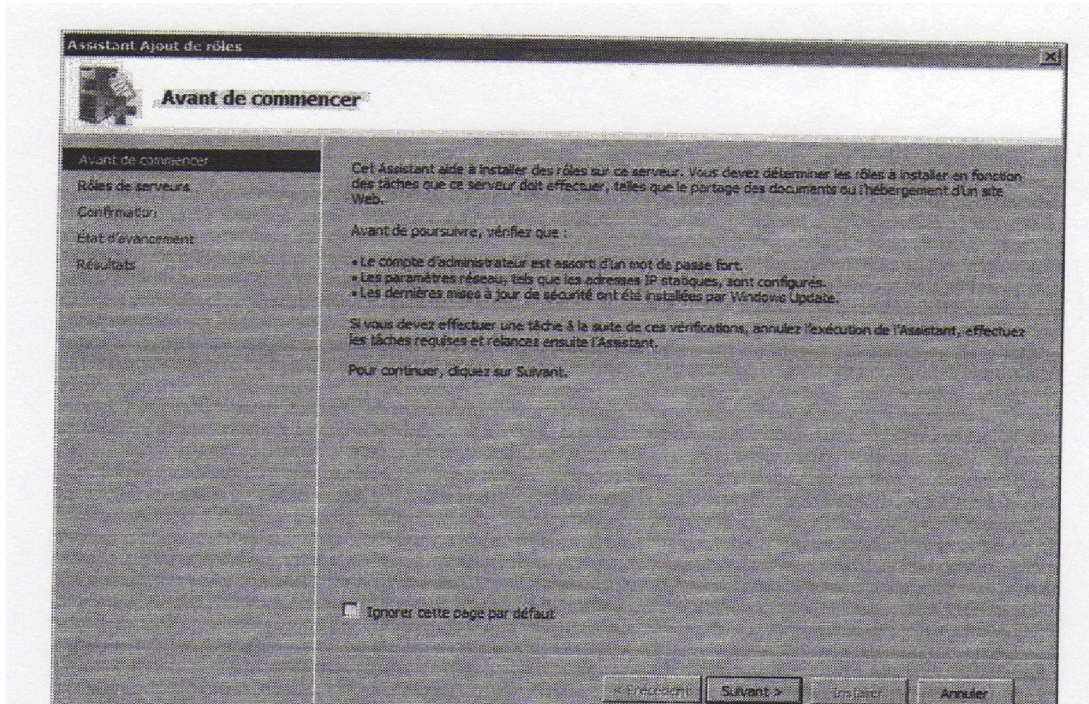 Assistant Ajout de rôles
Avant de commencer
Avant de commencer
Rôles de serveurs
Confirmation
État d'avancement
Résultats
Cet Assistant aide à installer des rôles sur ce serveur. Vous devez déterminer les rôles à installer en fonction
des tâches que ce serveur doit effectuer, telles que le partage des documents ou l'hébergement d'un site
Web.
Avant de poursuivre, vérifiez que :
• Le compte d'administrateur est assorti d'un mot de passe fort.
• Les paramètres réseau, tels que les adresses IP statiques, sont configurés.
• Les dernières mises à jour de sécurité ont été installées par Windows Update.
Si vous devez effectuer une tâche à la suite de ces vérifications, annulez l'exécution de l'Assistant, effectuez
les tâches requises et relancez ensuite l'Assistant.
Pour continuer, cliquez sur Suivant.
Ignorer cette page par défaut
< Précédent Suivant > Installer Annuler